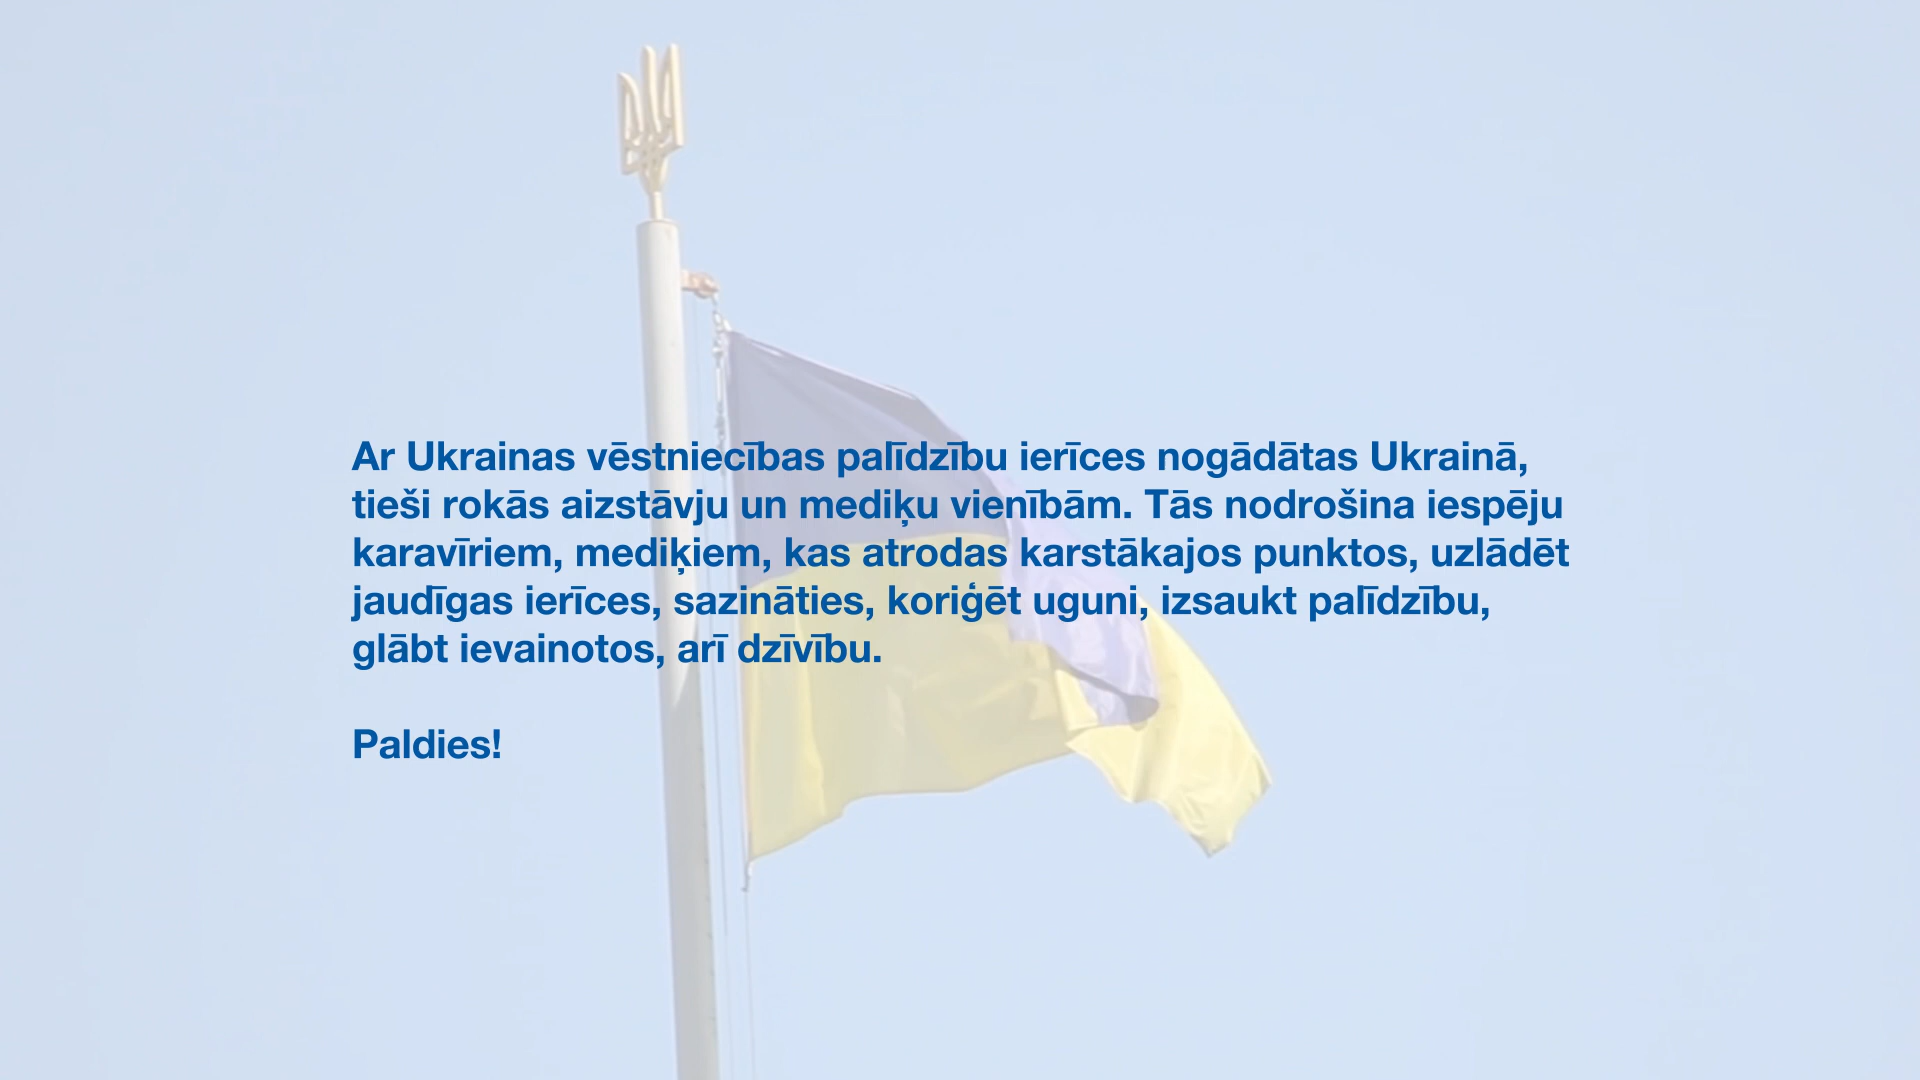 Ar Ukrainas vēstniecības palīdzību ierīces nogādātas Ukrainā,
tieši rokās aizstāvju un mediķu vienībām. Tās nodrošina iespēju
karavīriem, mediķiem, kas atrodas karstākajos punktos, uzlādēt
jaudīgas ierīces, sazināties, koriģēt uguni, izsaukt palīdzību,
glābt ievainotos, arī dzīvību.
Paldies!